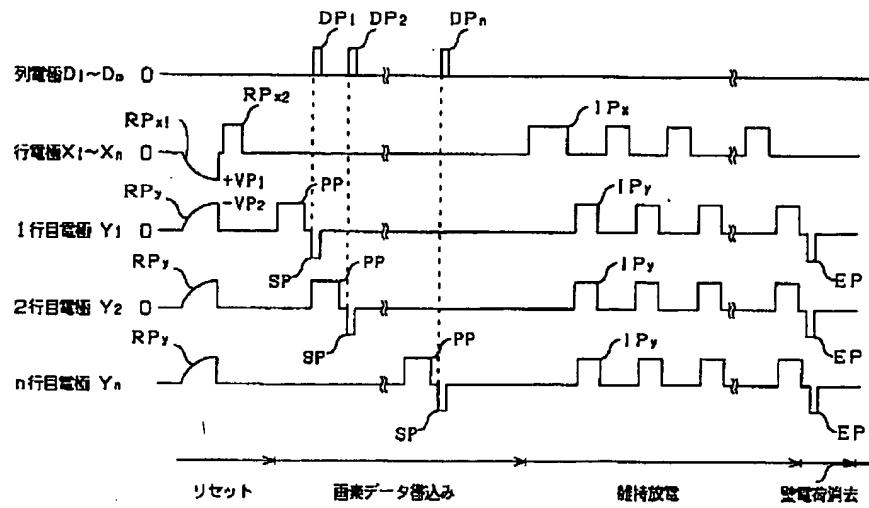 DP1 DP2 DPn
列電極D1~Dm 0
RPx1 RPx2 IPx
行電極X1~Xn 0
+VP1
RPy -VP2 PP IPy
1行目電極 Y1 0
SP EP
RPy PP IPy
2行目電極 Y2 0
SP EP
RPy PP IPy
n行目電極 Yn
SP EP
リセット 画素データ書込み 維持放電 壁電荷消去